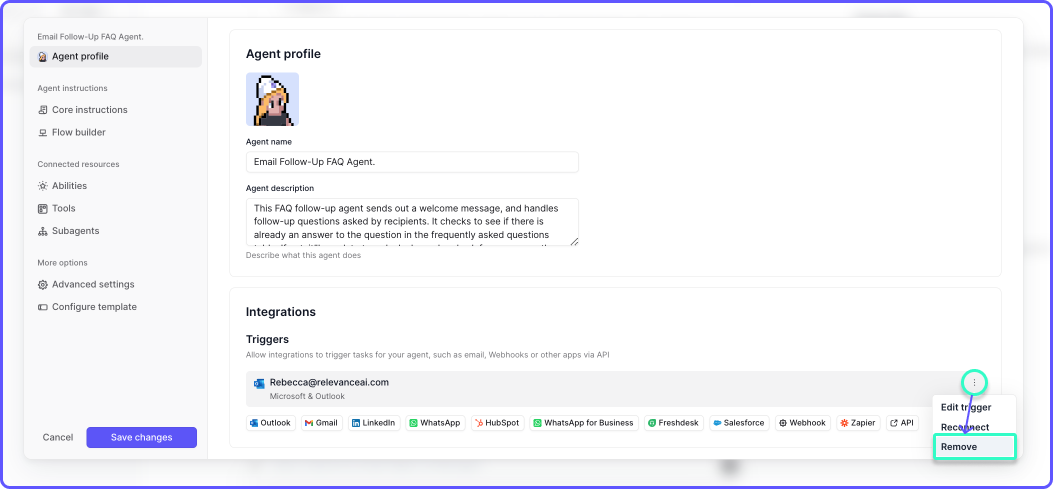 Email Follow-Up FAQ Agent.
Agent profile
Agent instructions
Core instructions
Flow builder
Connected resources
Abilities
Tools
Subagents
More options
Advanced settings
Configure template
Cancel
Save changes
Agent profile
Agent name
Email Follow-Up FAQ Agent.
Agent description
This FAQ follow-up agent sends out a welcome message, and handles
follow-up questions asked by recipients. It checks to see if there is
already an answer to the question in the frequently asked questions
Describe what this agent does
Integrations
Triggers
Allow integrations to trigger tasks for your agent, such as email, Webhooks or other apps via API
Rebecca@relevanceai.com
Microsoft & Outlook
Outlook
Gmail
LinkedIn
WhatsApp
HubSpot
WhatsApp for Business
Freshdesk
Salesforce
Webhook
Zapier
API
Edit trigger
Reconnect
Remove